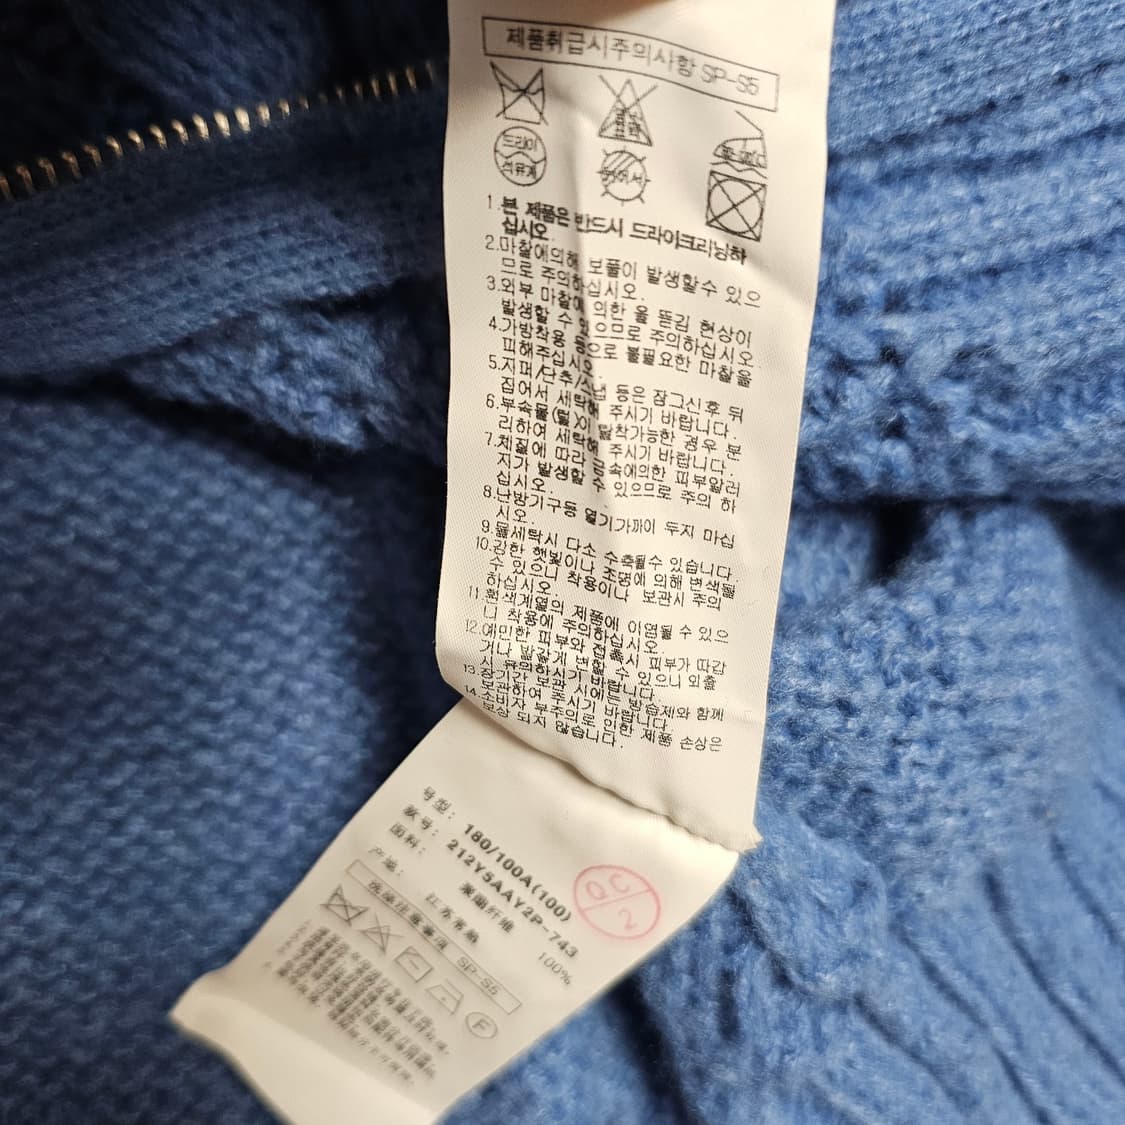 제품취급시주의사항 SP-S5
드라이
석유계
1.본 제품은 반드시 드라이크리닝하
십시오.
2.마찰에의해 보풀이 발생할수 있으
므로 주의하십시오.
3.외부 마찰에 의한 올 뜯김 현상이
발생할 수 있으므로 주의하십시오.
4.가방착용 등으로 불필요한 마찰을
피해주십시오.
5.지퍼/단추/스냅 등은 잠그신후 뒤
집어서 세탁해 주시기 바랍니다.
6.부속물(털)이 탈착가능한 경우 분
리하여 세탁해 주시기 바랍니다.
7.체질에 따라 금속에의한 피부알러
지가 발생할 수 있으므로 주의 하
십시오.
8.난방기구등 열기가까이 두지 마십
시오.
9.물세탁시 다소 수축될수 있습니다.
10.강한 햇빛이나 조명에 의해 변색될
수 있으니 착용이나 보관시 주의
하십시오.
11.흰색계열의 제품에 이염될 수 있으
니 착용에 주의하십시오.
12.예민한 피부와 접촉시 피부가 따갑
거나 발갛게 변할 수 있으니 외출
시 유의하시기 바랍니다.
13.장기간 보관 시에는 방습제와 함께
보관하여 주시기 바랍니다.
14.소비자 부주의로 인한 제품 손상은
보상 되지 않습니다.
号型: 180/100A(100)
款号: 212Y5AAY2P-743
面料: 聚酯纤维 100%
产地: 江苏常熟
洗涤注意事项 SP-S5
F
QC
2